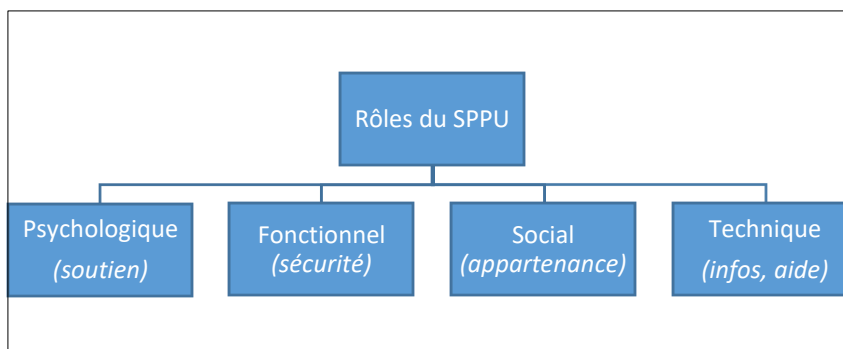 Rôles du SPPU
Psychologique
(soutien)
Fonctionnel
(sécurité)
Social
(appartenance)
Technique
(infos, aide)